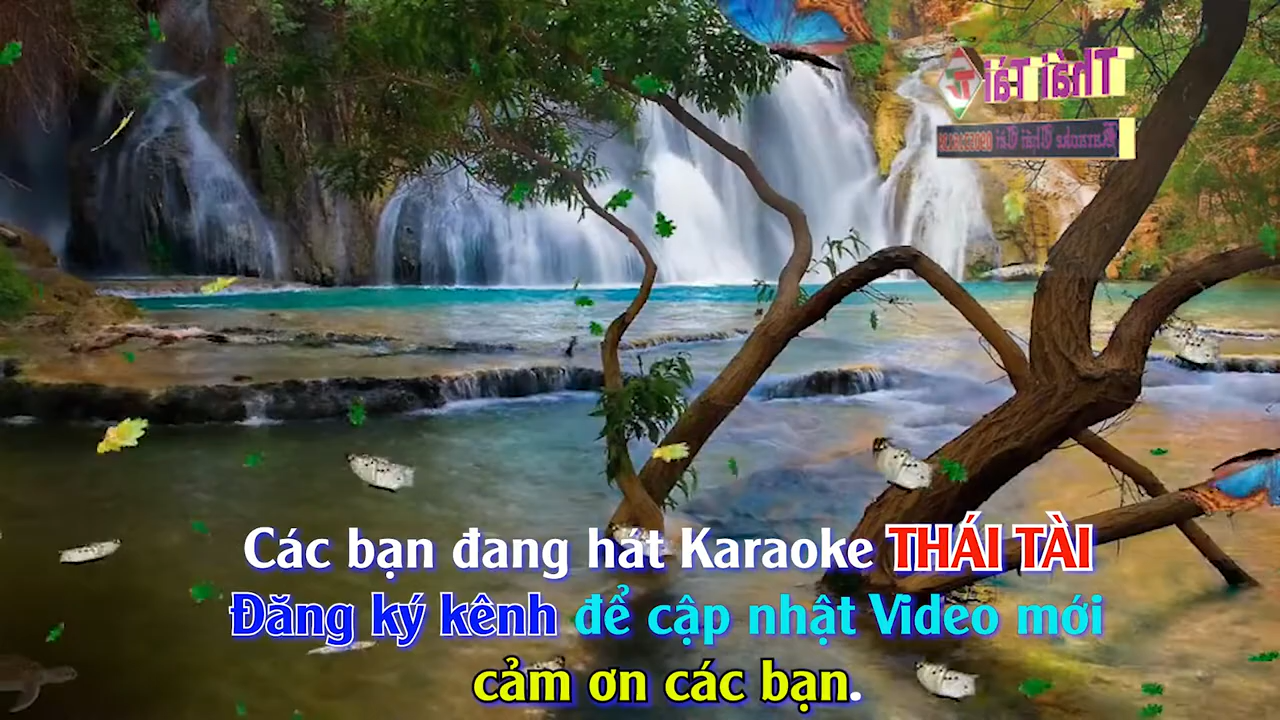 Thái Tài
Karaoke Thái Tài
Các bạn đang hát Karaoke THÁI TÀI
Đăng ký kênh để cập nhật Video mới
cảm ơn các bạn.